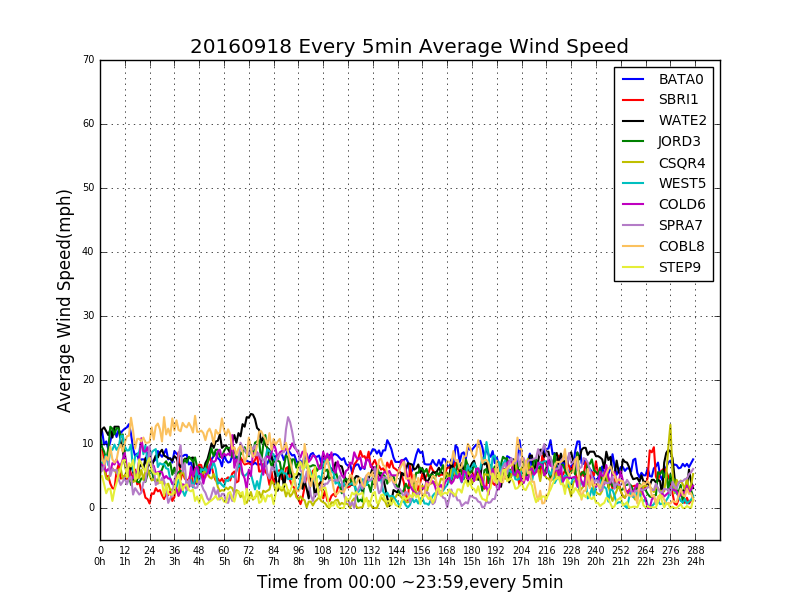 20160918 Every 5min Average Wind Speed
70
60
50
40
30
20
10
0
Average Wind Speed(mph)
BATA0
SBRI1
WATE2
JORD3
CSQR4
WEST5
COLD6
SPRA7
COBL8
STEP9
0 12 24 36 48 60 72 84 96 108 120 132 144 156 168 180 192 204 216 228 240 252 264 276 288
0h 1h 2h 3h 4h 5h 6h 7h 8h 9h 10h 11h 12h 13h 14h 15h 16h 17h 18h 19h 20h 21h 22h 23h 24h
Time from 00:00 ~23:59,every 5min